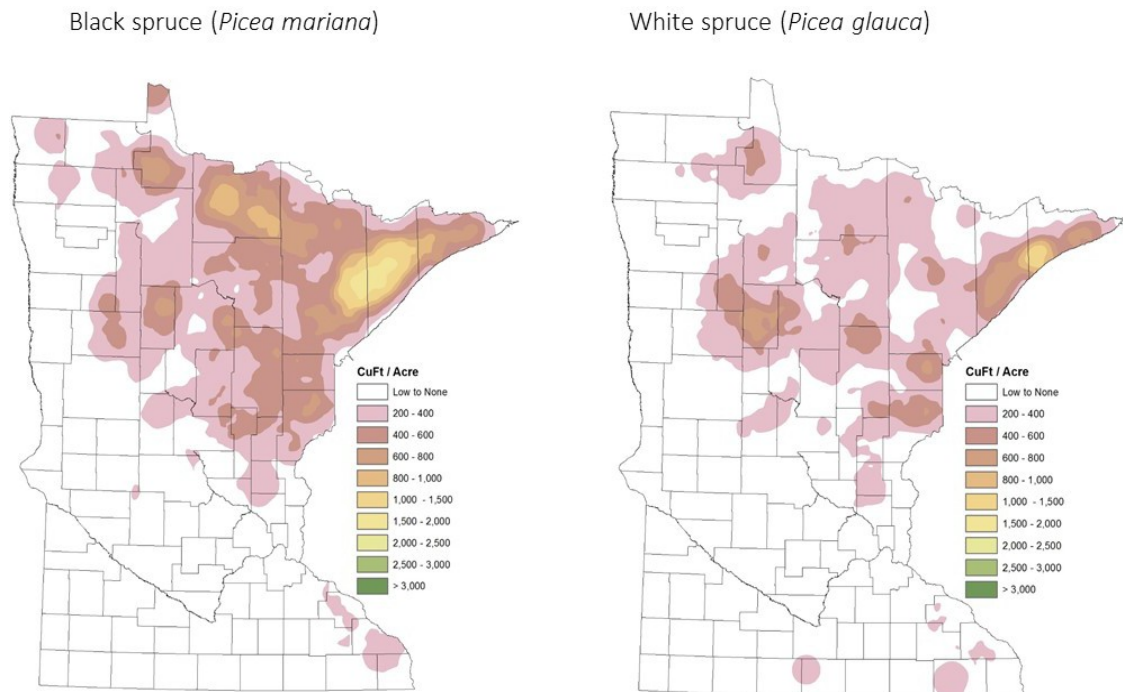 Black spruce (Picea mariana)
White spruce (Picea glauca)
CuFt / Acre
Low to None
200 - 400
400 - 600
600 - 800
800 - 1,000
1,000 - 1,500
1,500 - 2,000
2,000 - 2,500
2,500 - 3,000
> 3,000
CuFt / Acre
Low to None
200 - 400
400 - 600
600 - 800
800 - 1,000
1,000 - 1,500
1,500 - 2,000
2,000 - 2,500
2,500 - 3,000
> 3,000